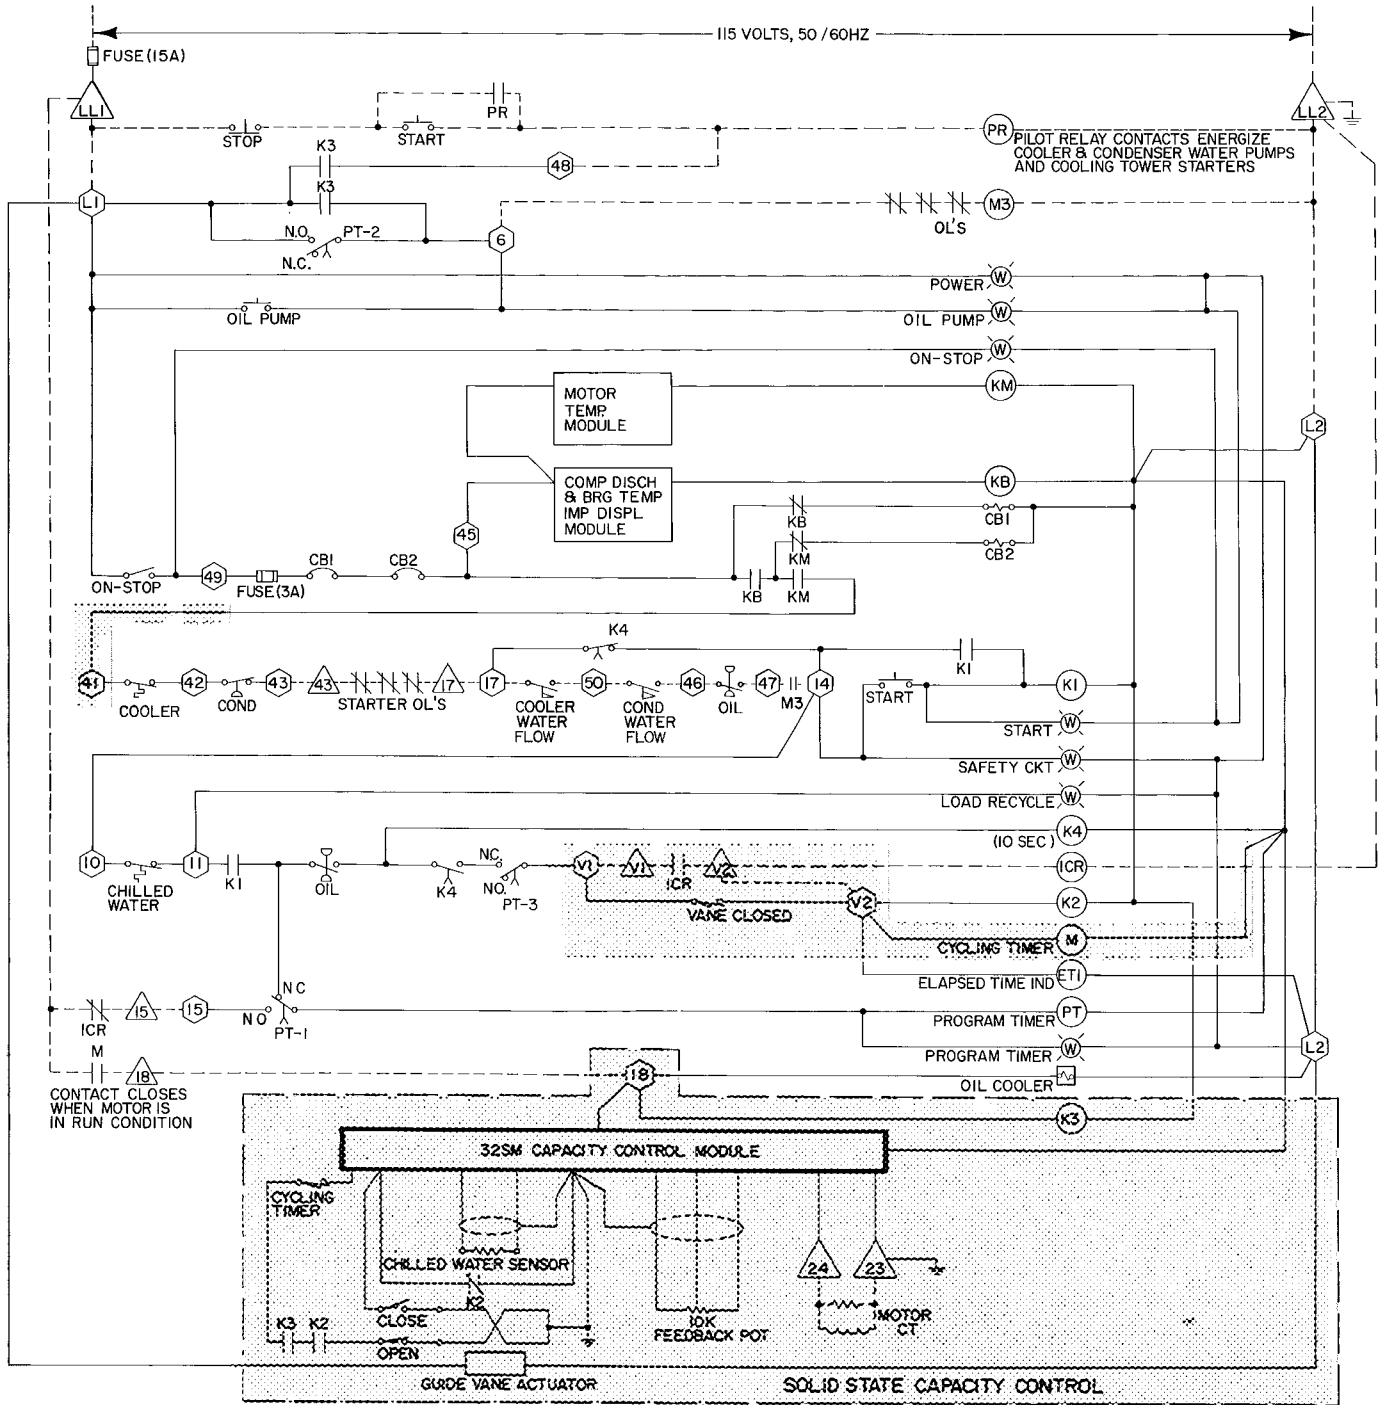 115 VOLTS, 50/60HZ
FUSE (15A)
LL1
LL2
PR
STOP
START
PR
PILOT RELAY CONTACTS ENERGIZE
COOLER & CONDENSER WATER PUMPS
AND COOLING TOWER STARTERS
K3
48
L1
K3
M3
OL'S
N.O.
PT-2
6
N.C.
POWER
W
OIL PUMP
OIL PUMP
W
ON-STOP
W
MOTOR
TEMP.
MODULE
KM
L2
COMP DISCH
& BRG TEMP
IMP DISPL
MODULE
KB
KB
CB1
45
KM
CB2
ON-STOP
49
FUSE (3A)
CB1
CB2
KB
KM
K4
K1
41
COOLER
42
COND
43
43
STARTER OL'S
17
17
COOLER
WATER
FLOW
50
COND
WATER
FLOW
46
OIL
47
M3
14
START
K1
START
W
SAFETY CKT
W
LOAD RECYCLE
W
K4
(10 SEC)
10
CHILLED
WATER
11
K1
OIL
K4
NC.
NO.
PT-3
V1
V1
ICR
V2
ICR
VANE CLOSED
V2
K2
CYCLING TIMER
M
ELAPSED TIME IND
ET1
NC
ICR
15
15
NO
PT-1
PROGRAM TIMER
PT
PROGRAM TIMER
W
L2
M
18
18
OIL COOLER
CONTACT CLOSES
WHEN MOTOR IS
IN RUN CONDITION
K3
32SM CAPACITY CONTROL MODULE
CYCLING
TIMER
CHILLED WATER SENSOR
24
23
K2
CLOSE
10K
FEEDBACK POT
MOTOR
CT
K3
K2
OPEN
GUIDE VANE ACTUATOR
SOLID STATE CAPACITY CONTROL